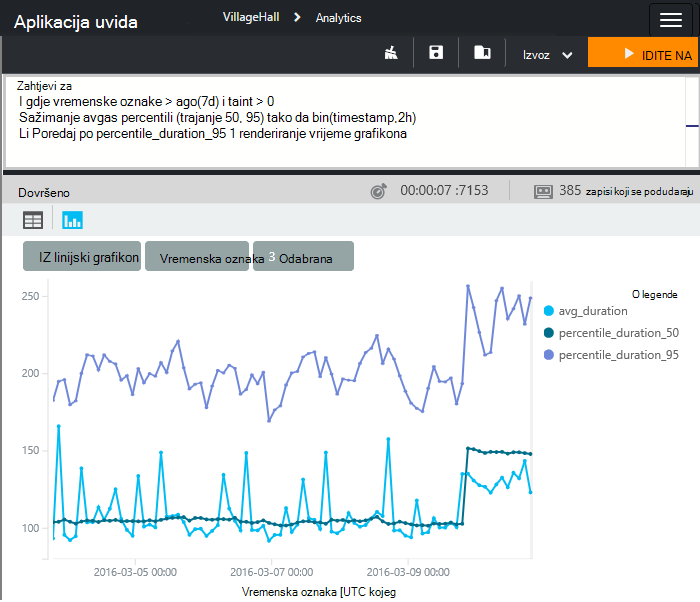 Aplikacija uvida
VillageHall > Analytics
Izvoz
IDITE NA
Zahtjevi za
I gdje vremenske oznake > ago(7d) i taint > 0
Sažimanje avgas percentili (trajanje 50, 95) tako da bin(timestamp,2h)
Li Poredaj po percentile_duration_95 1 renderiranje vrijeme grafikona
Dovršeno
00:00:07 :7153
385 zapisi koji se podudaraju
IZ linijski grafikon
Vremenska oznaka
3 Odabrana
O legende
avg_duration
percentile_duration_50
percentile_duration_95
250
200
150
100
2016-03-05 00:00
2016-03-07 00:00
2016-03-09 00:00
Vremenska oznaka [UTC kojeg